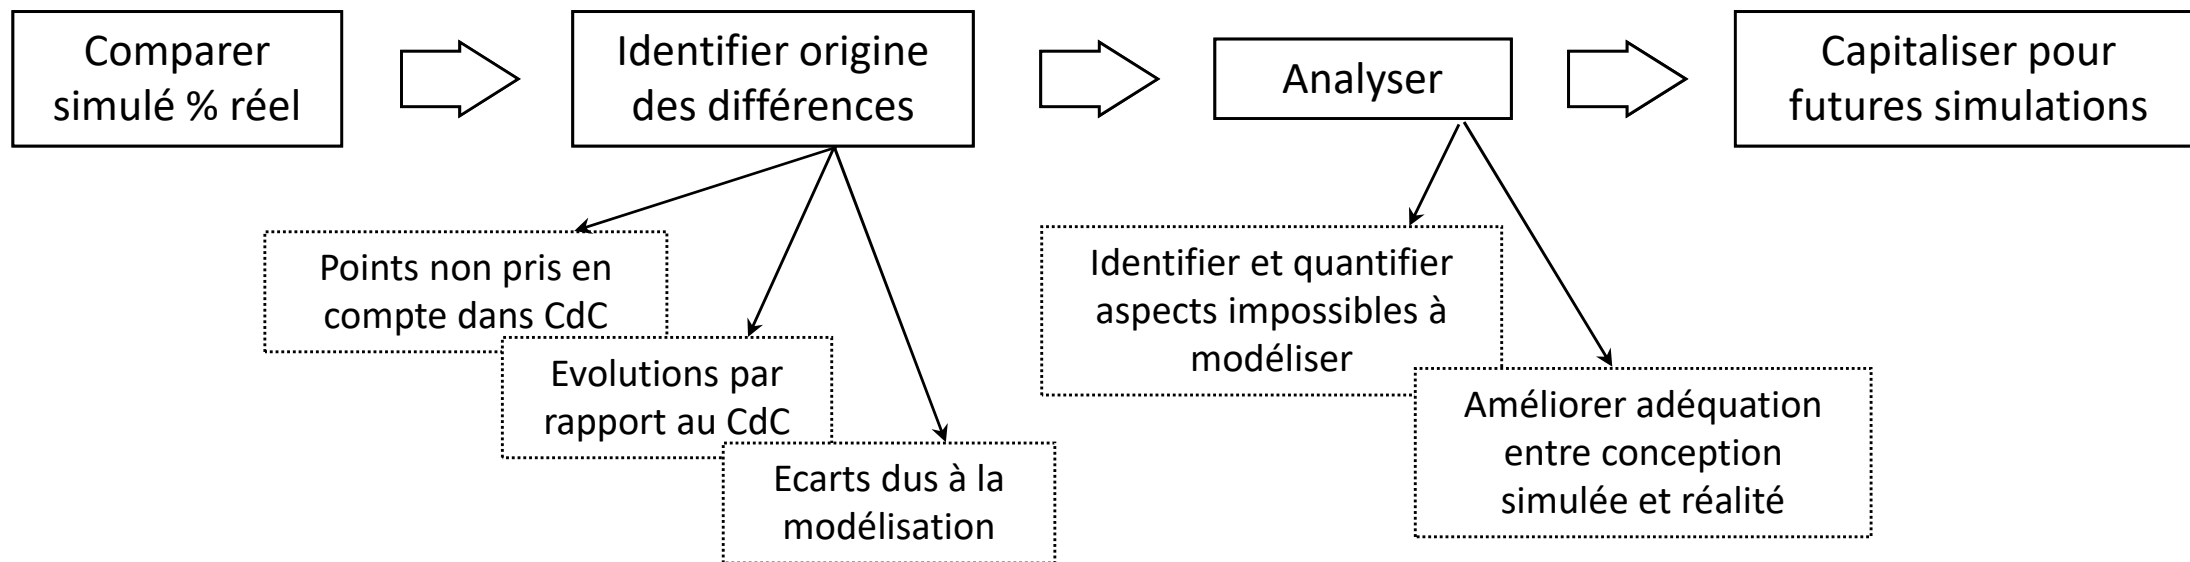 Comparer
simulé % réel
Identifier origine
des différences
Analyser
Capitaliser pour
futures simulations
Points non pris en
compte dans CdC
Evolutions par
rapport au CdC
Ecarts dus à la
modélisation
Identifier et quantifier
aspects impossibles à
modéliser
Améliorer adéquation
entre conception
simulée et réalité